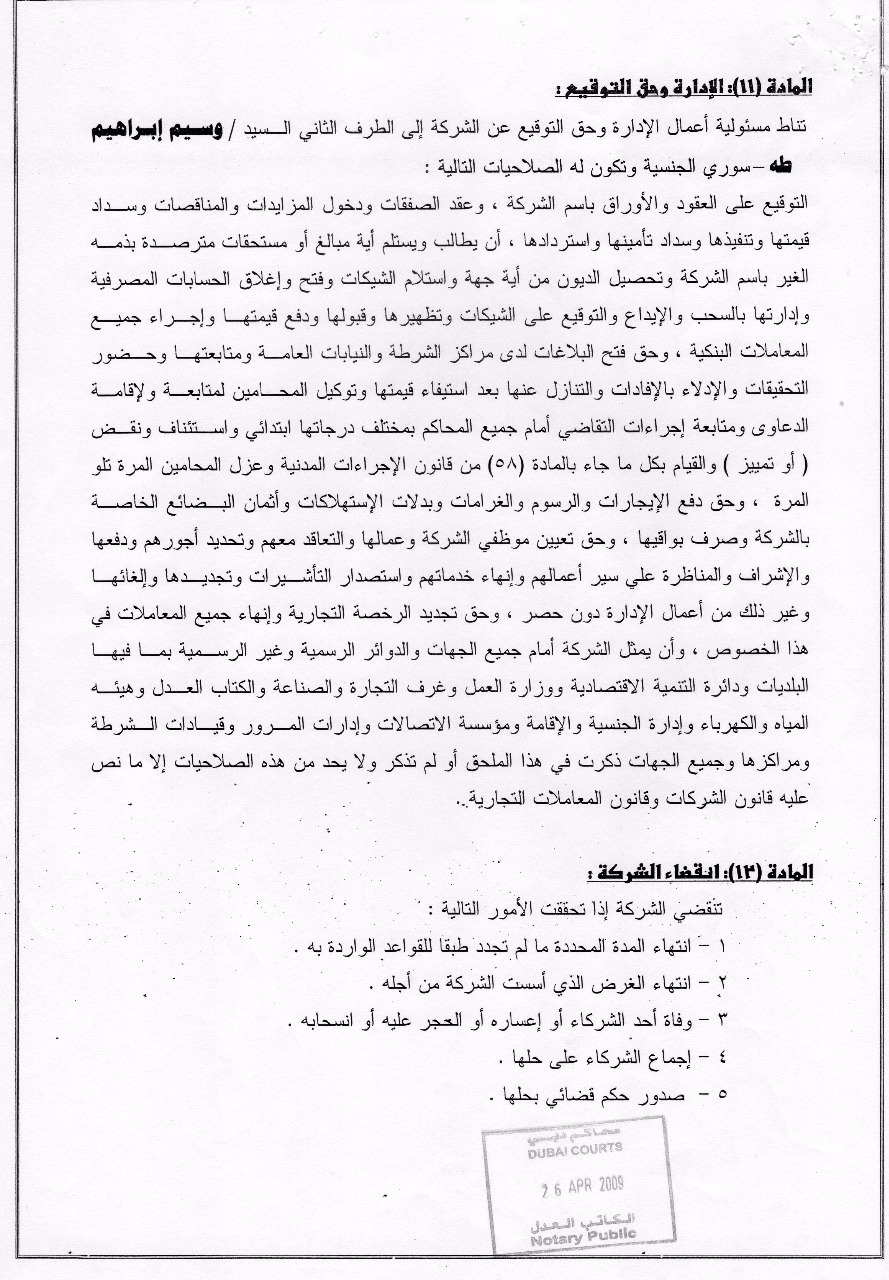 المادة (١١): الإدارة وحق التوقيع :
تناط مسئولية أعمال الإدارة وحق التوقيع عن الشركة إلى الطرف الثاني السيد / وسيم إبراهيم
طه – سوري الجنسية وتكون له الصلاحيات التالية :
التوقيع على العقود والأوراق باسم الشركة ، وعقد الصفقات ودخول المزايدات والمناقصات وسداد
قيمتها وتنفيذها وسداد تأمينها واستردادها ، أن يطالب ويستلم أية مبالغ أو مستحقات مترصدة بذمه
الغير باسم الشركة وتحصيل الديون من أية جهة واستلام الشيكات وفتح وإغلاق الحسابات المصرفية
وإدارتها بالسحب والإيداع والتوقيع على الشيكات وتظهيرها وقبولها ودفع قيمتها وإجراء جميع
المعاملات البنكية ، وحق فتح البلاغات لدى مراكز الشرطة والنيابات العامة ومتابعتها وحضور
التحقيقات والإدلاء بالإفادات والتنازل عنها بعد استيفاء قيمتها وتوكيل المحامين لمتابعة ولإقامة
الدعاوى ومتابعة إجراءات التقاضي أمام جميع المحاكم بمختلف درجاتها ابتدائي واستئناف ونقض
( أو تمييز ) والقيام بكل ما جاء بالمادة (٥٨) من قانون الإجراءات المدنية وعزل المحامين المرة تلو
المرة ، وحق دفع الإيجارات والرسوم والغرامات وبدلات الإستهلاكات وأثمان البضائع الخاصة
بالشركة وصرف بواقيها ، وحق تعيين موظفي الشركة وعمالها والتعاقد معهم وتحديد أجورهم ودفعها
والإشراف والمناظرة علي سير أعمالهم وإنهاء خدماتهم واستصدار التأشيرات وتجديدها وإلغائها
وغير ذلك من أعمال الإدارة دون حصر ، وحق تجديد الرخصة التجارية وإنهاء جميع المعاملات في
هذا الخصوص ، وأن يمثل الشركة أمام جميع الجهات والدوائر الرسمية وغير الرسمية بما فيها
البلديات ودائرة التنمية الاقتصادية ووزارة العمل وغرف التجارة والصناعة والكتاب العدل وهيئه
المياه والكهرباء وإدارة الجنسية والإقامة ومؤسسة الاتصالات وإدارات المرور وقيادات الشرطة
ومراكزها وجميع الجهات ذكرت في هذا الملحق أو لم تذكر ولا يحد من هذه الصلاحيات إلا ما نص
عليه قانون الشركات وقانون المعاملات التجارية .
المادة (١٣): انقضاء الشركة :
تنقضي الشركة إذا تحققت الأمور التالية :
١ – انتهاء المدة المحددة ما لم تجدد طبقا للقواعد الواردة به .
٢ – انتهاء الغرض الذي أسست الشركة من أجله .
٣ – وفاة أحد الشركاء أو إعساره أو الحجر عليه أو انسحابه .
٤ – إجماع الشركاء على حلها .
٥ – صدور حكم قضائي بحلها .
محاكم دبي
DUBAI COURTS
26 APR 2009
الكاتب العدل
Notary Public